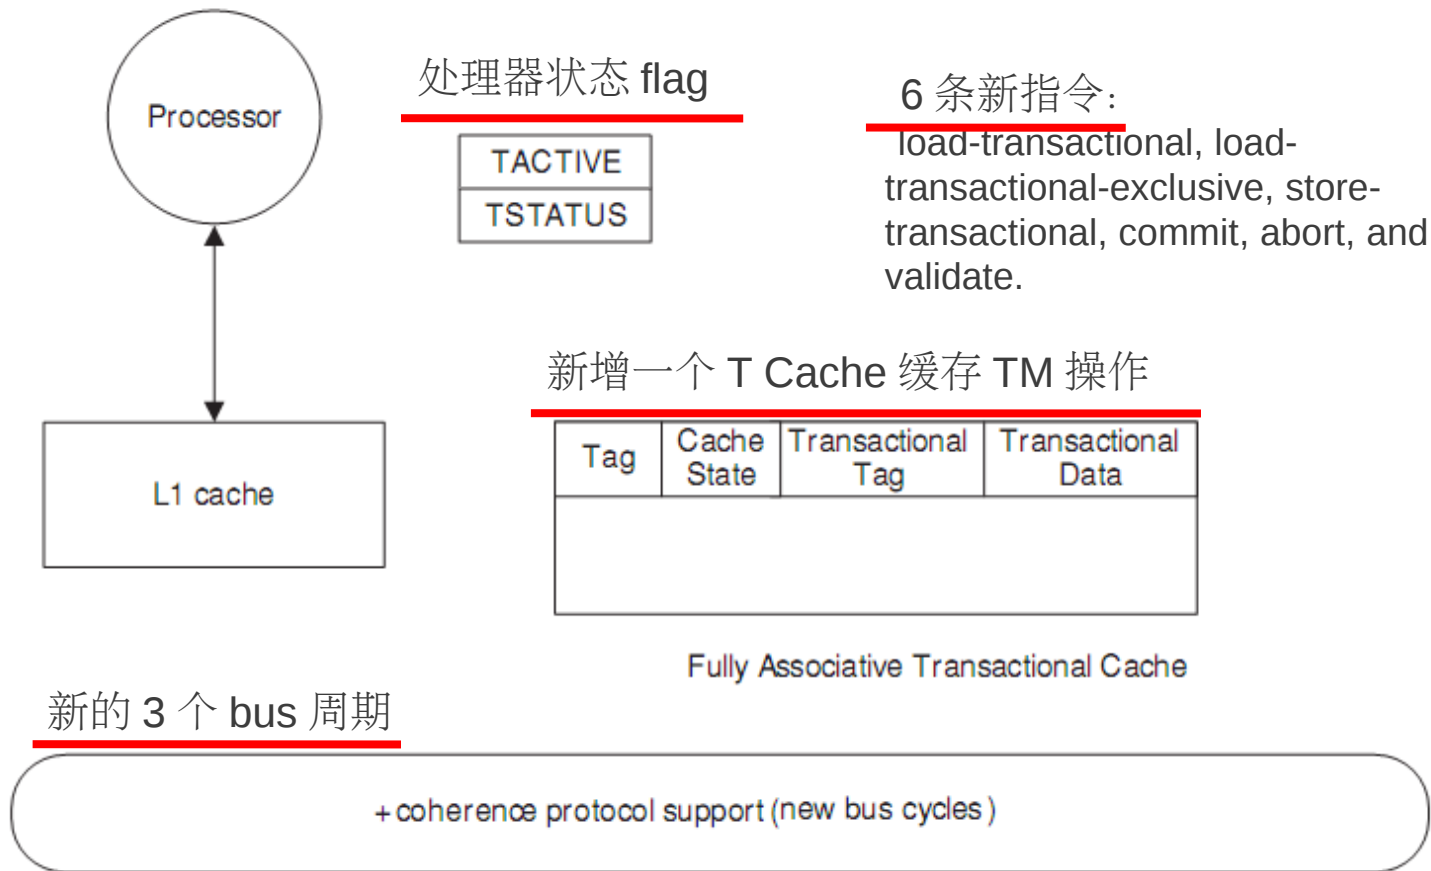 处理器状态 flag
6 条新指令：
Processor
load-transactional, load-
transactional-exclusive, store-
transactional, commit, abort, and
validate.
TACTIVE
TSTATUS
新增一个 T Cache 缓存 TM 操作
Tag
Cache
State
Transactional
Tag
Transactional
Data
L1 cache
Fully Associative Transactional Cache
新的 3 个 bus 周期
+ coherence protocol support (new bus cycles)